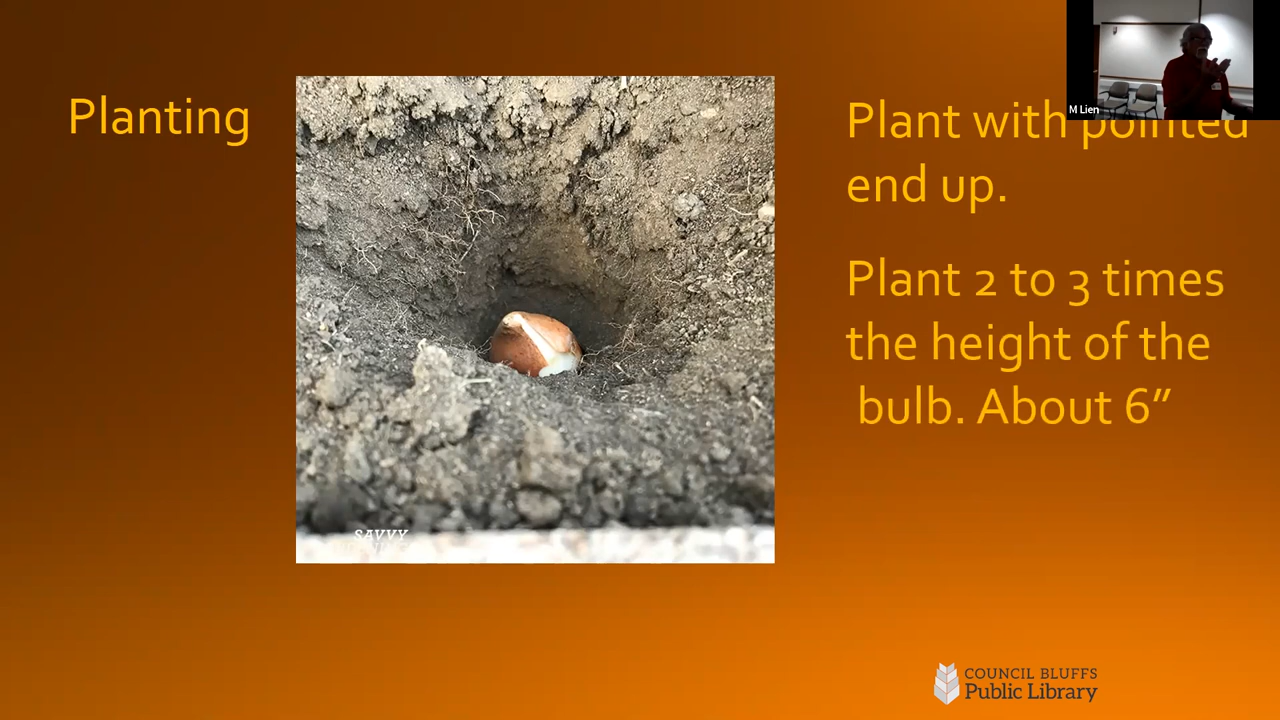 Planting
Plant with pointed
end up.
Plant 2 to 3 times
the height of the
bulb. About 6”
M Lien
SAVVY
COUNCIL BLUFFS
Public Library